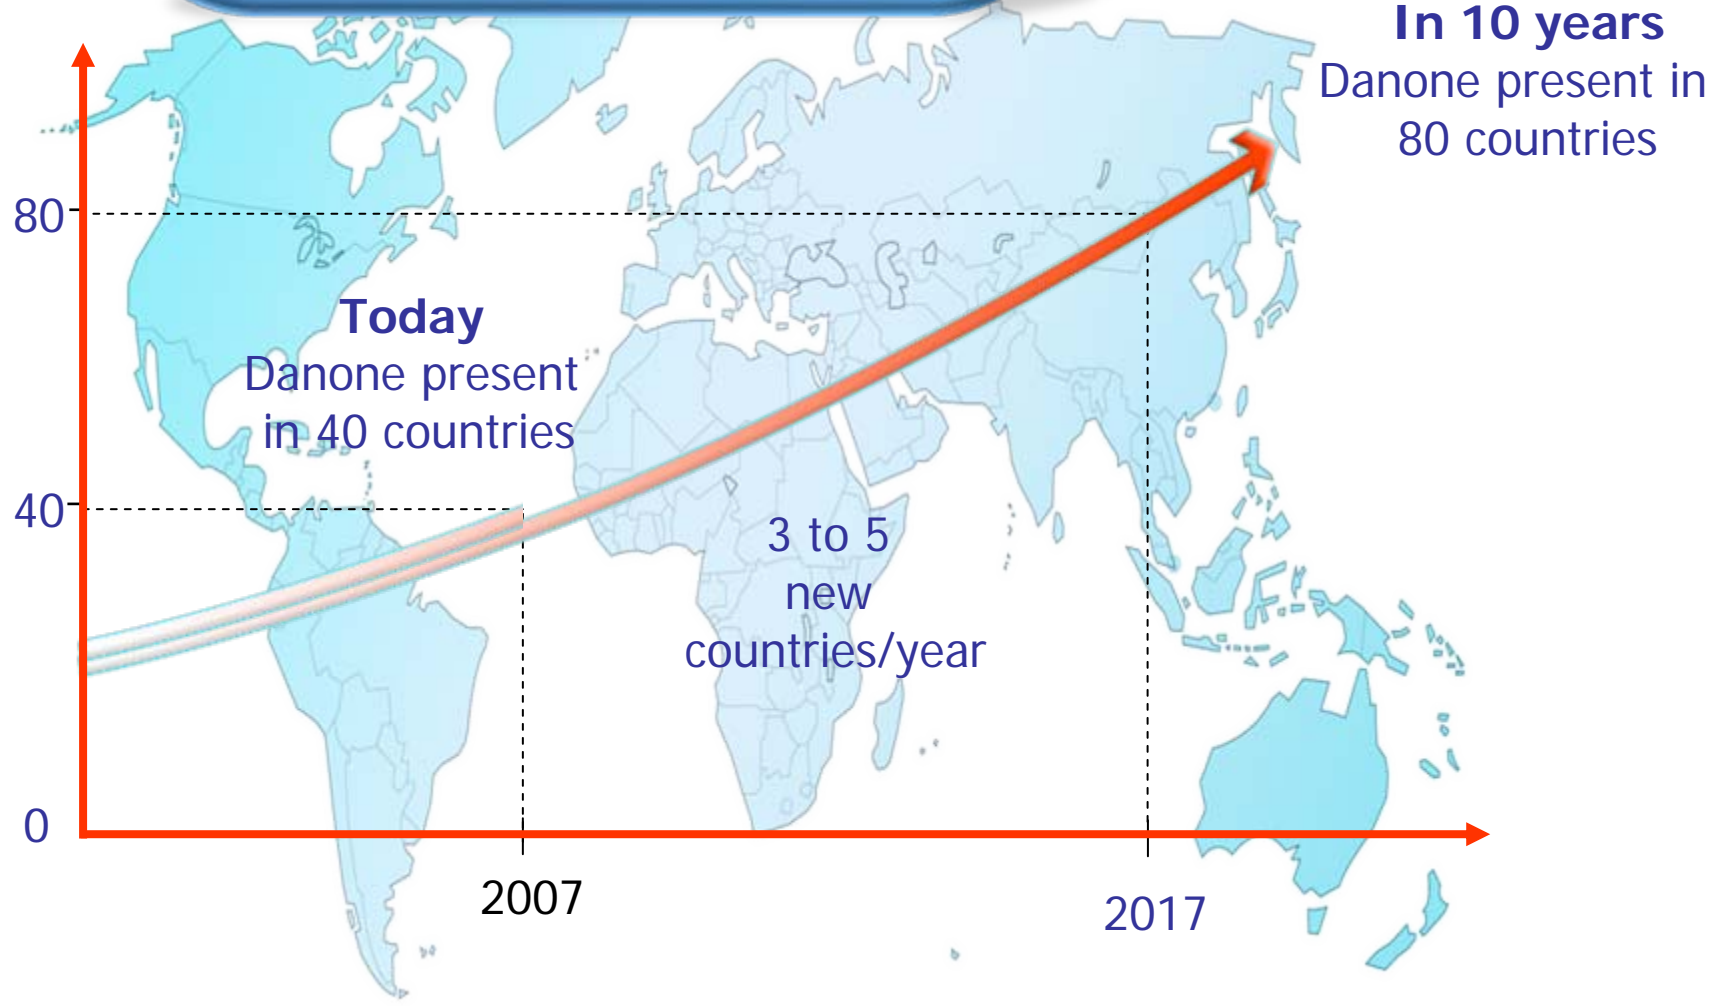 In 10 years
Danone present in
80 countries
80
Today
Danone present
in 40 countries
40
3 to 5
new
countries/year
0
2007
2017